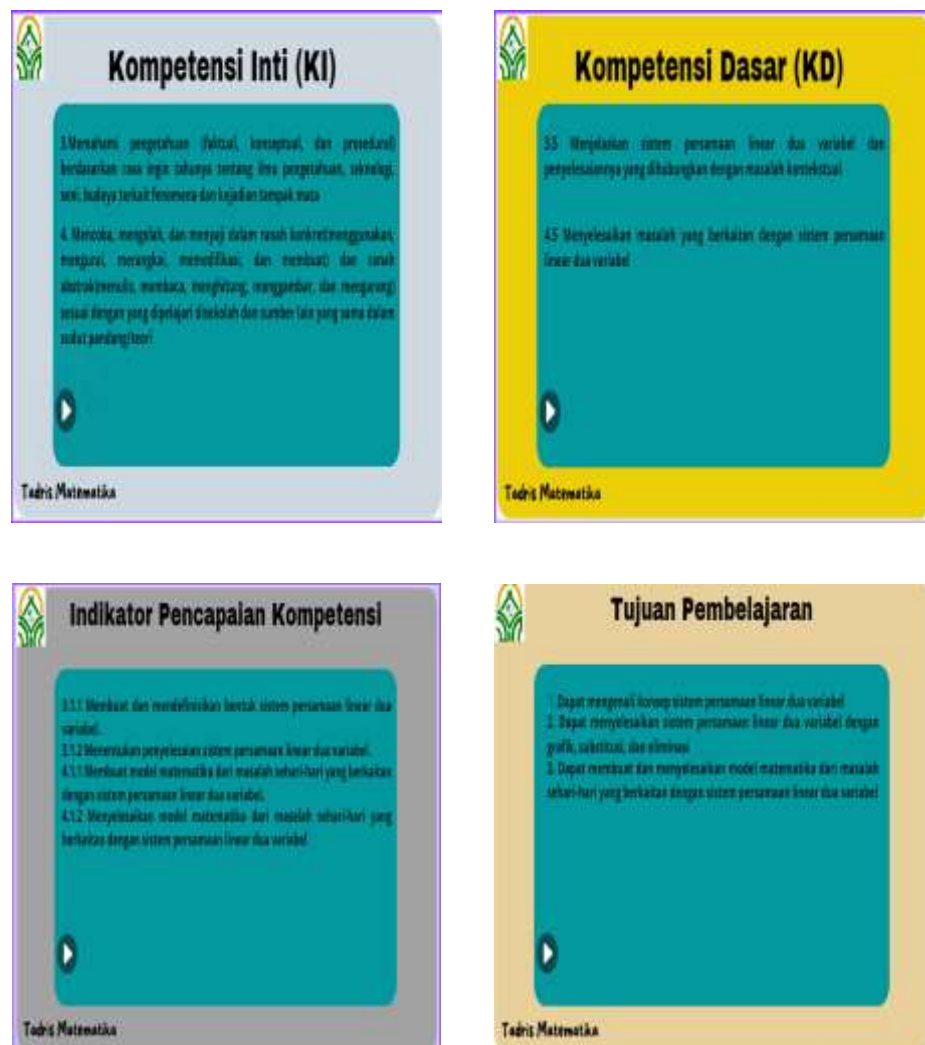 Kompetensi Inti (KI)
3.Memahami pengetahuan (faktual, konseptual, dan prosedural)
berdasarkan rasa ingin tahunya tentang ilmu pengetahuan, teknologi,
seni, budaya terkait fenomena dan kejadian tampak mata
4. Mencoba, mengolah, dan menyaji dalam ranah konkret(menggunakan,
mengurai, merangkai, memodifikasi, dan membuat) dan ranah
abstrak(menulis, membaca, menghitung, menggambar, dan mengarang)
sesuai dengan yang dipelajari disekolah dan sumber lain yang sama dalam
sudut pandang/teori
Tadris Matematika
Kompetensi Dasar (KD)
3.5 Menjelaskan sistem persamaan linear dua variabel dan
penyelesaiannya yang dihubungkan dengan masalah kontekstual
4.5 Menyelesaikan masalah yang berkaitan dengan sistem persamaan
linear dua variabel
Tadris Matematika
Indikator Pencapaian Kompetensi
3.1.1 Membuat dan mendefinisikan bentuk sistem persamaan linear dua
variabel.
3.1.2 Menentukan penyelesaian sistem persamaan linear dua variabel.
4.1.1 Membuat model matematika dari masalah sehari-hari yang berkaitan
dengan sistem persamaan linear dua variabel.
4.1.2 Menyelesaikan model matematika dari masalah sehari-hari yang
berkaitan dengan sistem persamaan linear dua variabel
Tadris Matematika
Tujuan Pembelajaran
1. Dapat mengenali konsep sistem persamaan linear dua variabel
2. Dapat menyelesaikan sistem persamaan linear dua variabel dengan
grafik, substitusi, dan eliminasi
3. Dapat membuat dan menyelesaikan model matematika dari masalah
sehari-hari yang berkaitan dengan sistem persamaan linear dua variabel
Tadris Matematika